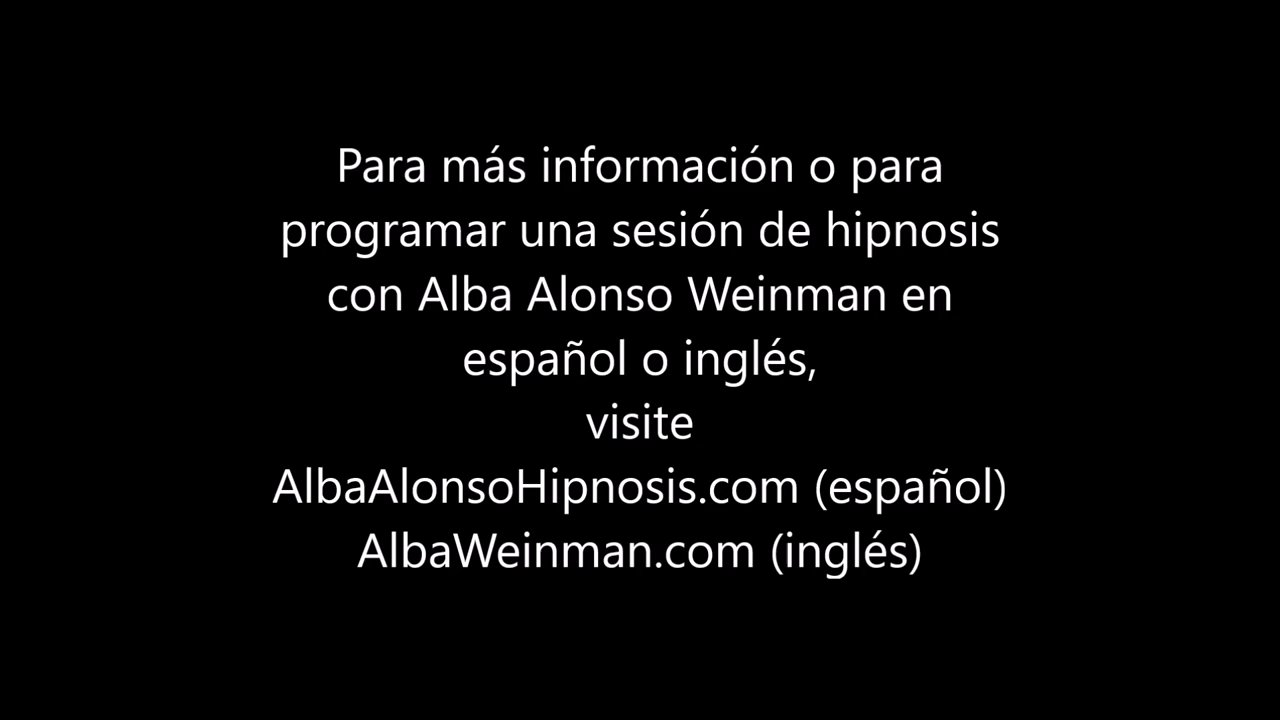 Para más información o para
programar una sesión de hipnosis
con Alba Alonso Weinman en
español o inglés,
visite
AlbaAlonsoHipnosis.com (español)
AlbaWeinman.com (inglés)